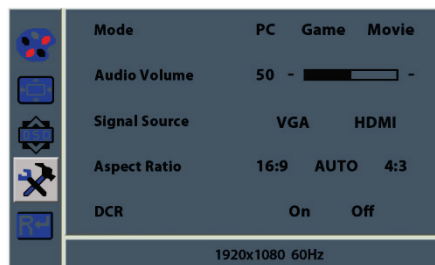 Mode PC Game Movie
Audio Volume 50 - -
Signal Source VGA HDMI
OSD
Aspect Ratio 16:9 AUTO 4:3
DCR On Off
R
1920x1080 60Hz